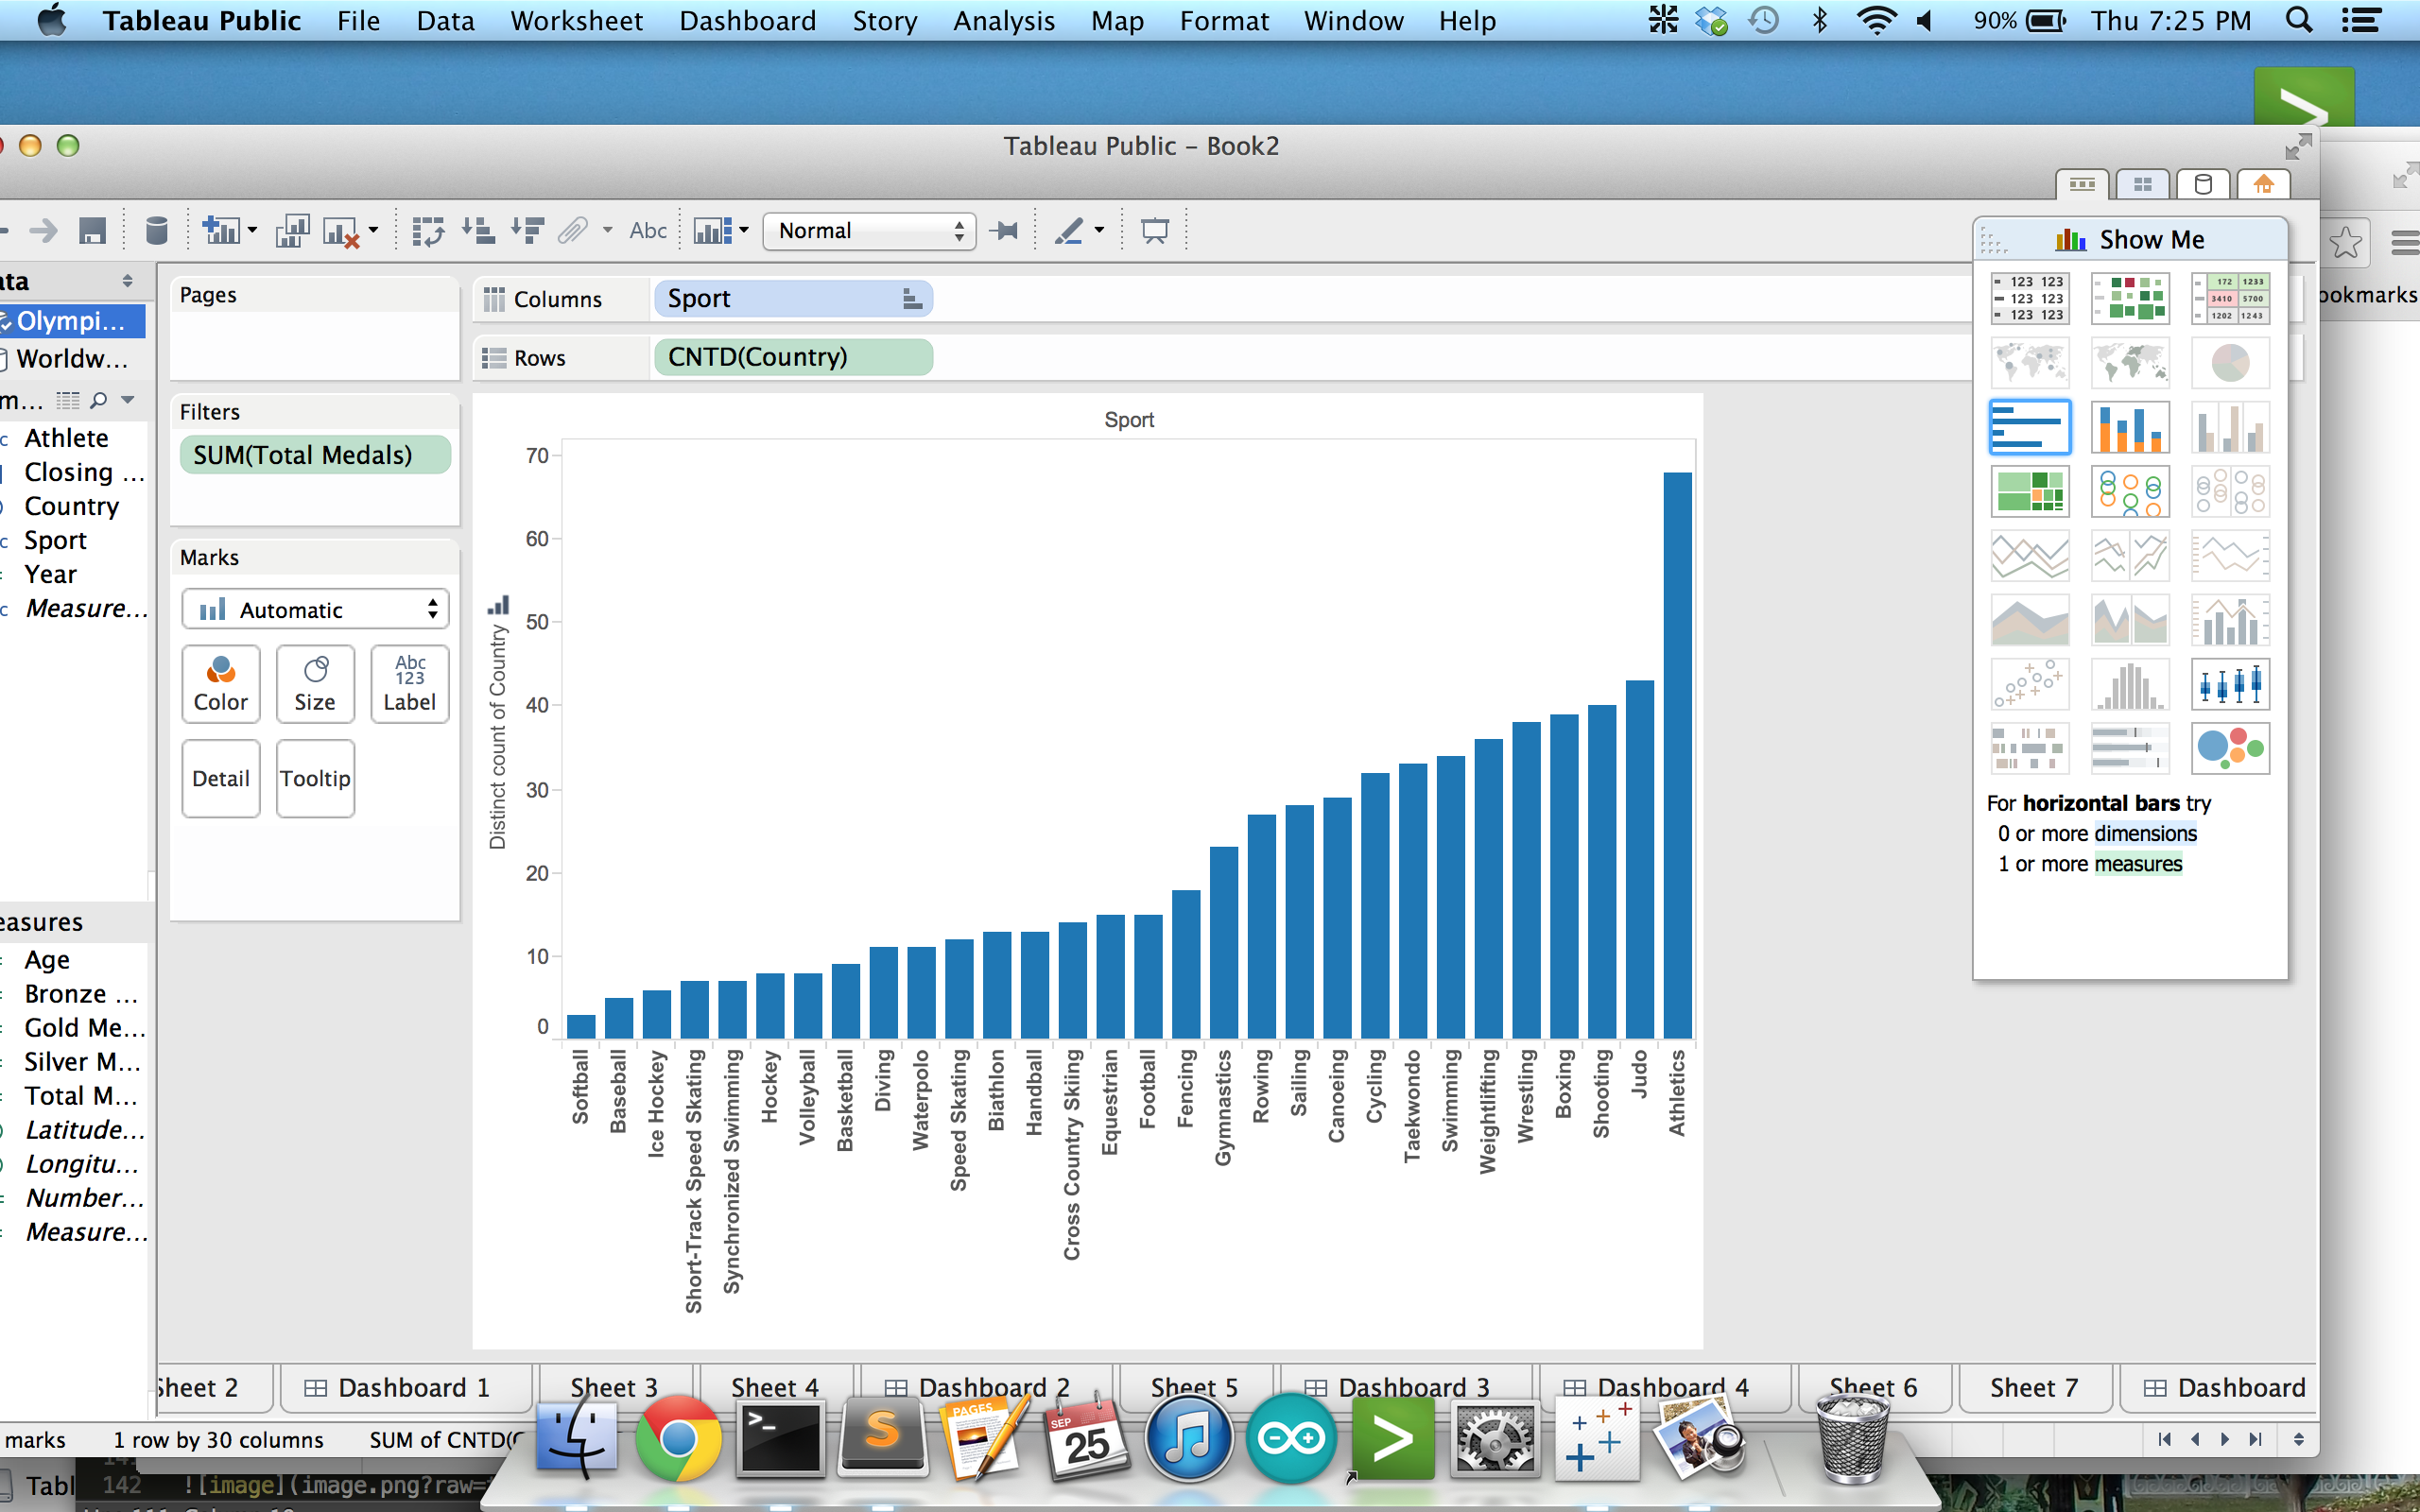 Tableau Public File Data Worksheet Dashboard Story Analysis Map Format Window Help 90% Thu 7:25 PM
Tableau Public – Book2
Abc Normal
Show Me
ata
Olympi...
Worldw...
m...
Athlete
Closing ...
Country
Sport
Year
Measure...
easures
Age
Bronze ...
Gold Me...
Silver M...
Total M...
Latitude...
Longitu...
Number...
Measure...
Pages
Filters
SUM(Total Medals)
Marks
Automatic
Color Size Abc 123 Label
Detail Tooltip
Columns Sport
Rows CNTD(Country)
Sport
Distinct count of Country
70
60
50
40
30
20
10
0
Softball
Baseball
Ice Hockey
Short-Track Speed Skating
Synchronized Swimming
Hockey
Volleyball
Basketball
Diving
Waterpolo
Speed Skating
Biathlon
Handball
Cross Country Skiing
Equestrian
Football
Fencing
Gymnastics
Rowing
Sailing
Canoeing
Cycling
Taekwondo
Swimming
Weightlifting
Wrestling
Boxing
Shooting
Judo
Athletics
123 123
123 123
123 123
172 1233
3410 5700
1202 1243
For horizontal bars try
0 or more dimensions
1 or more measures
ookmarks
Sheet 2 Dashboard 1 Sheet 3 Sheet 4 Dashboard 2 Sheet 5 Dashboard 3 Dashboard 4 Sheet 6 Sheet 7 Dashboard
marks 1 row by 30 columns SUM of CNTD(C
PAGES
SEP
25
Tabl 142 ![image](image.png?raw=